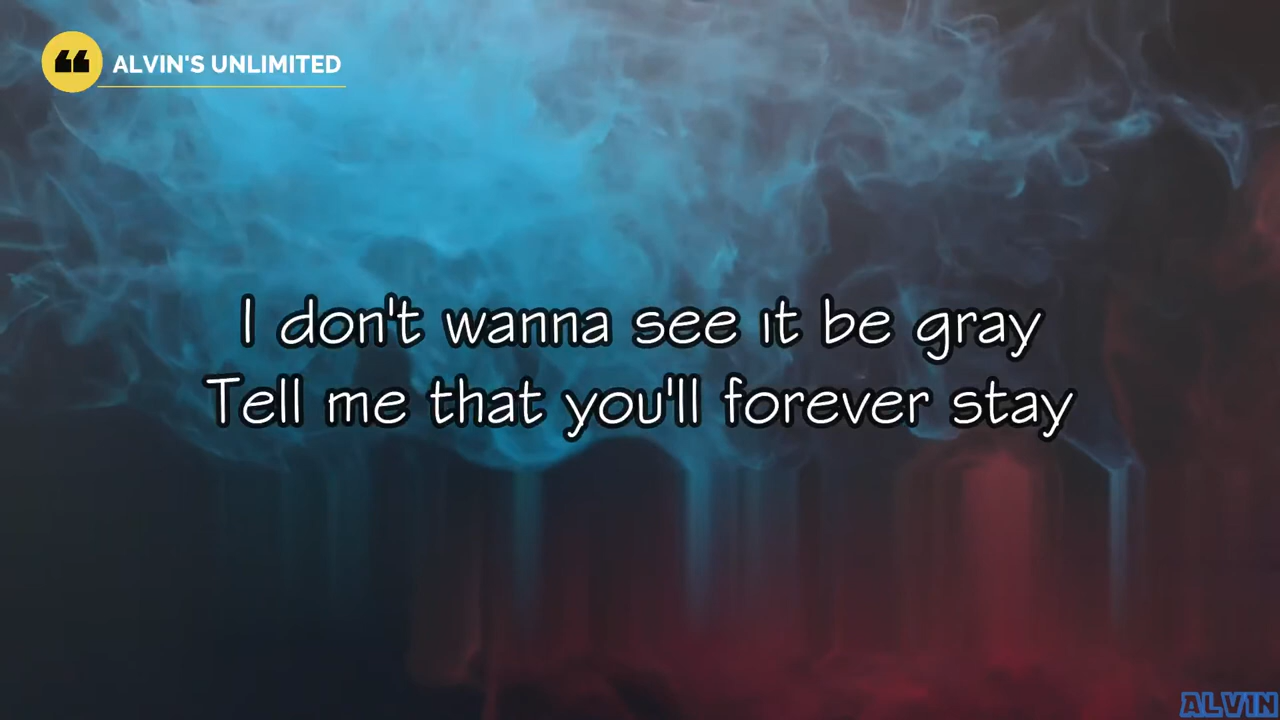 ALVIN'S UNLIMITED
I don't wanna see it be gray
Tell me that you'll forever stay
ALVIN